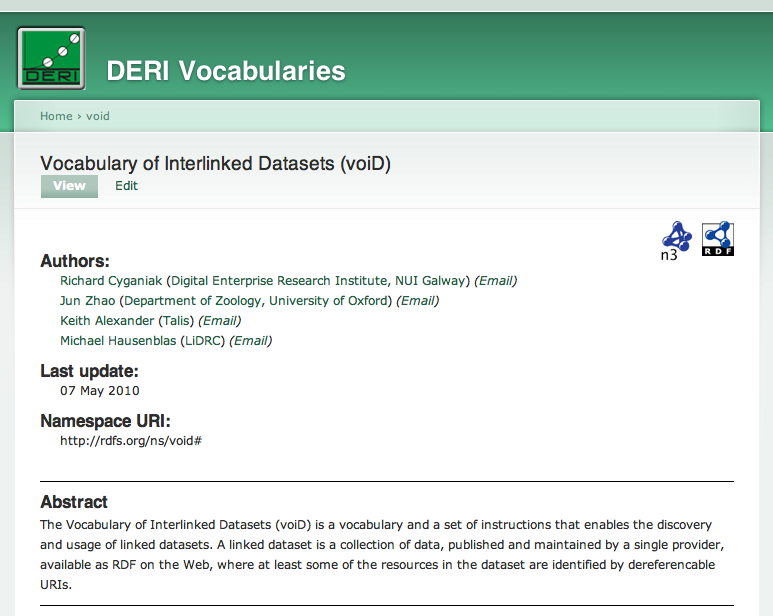 DERI
DERI Vocabularies
Home › void
Vocabulary of Interlinked Datasets (voiD)
View Edit
n3
RDF
Authors:
Richard Cyganiak (Digital Enterprise Research Institute, NUI Galway) (Email)
Jun Zhao (Department of Zoology, University of Oxford) (Email)
Keith Alexander (Talis) (Email)
Michael Hausenblas (LiDRC) (Email)
Last update:
07 May 2010
Namespace URI:
http://rdfs.org/ns/void#
Abstract
The Vocabulary of Interlinked Datasets (voiD) is a vocabulary and a set of instructions that enables the discovery
and usage of linked datasets. A linked dataset is a collection of data, published and maintained by a single provider,
available as RDF on the Web, where at least some of the resources in the dataset are identified by dereferencable
URIs.